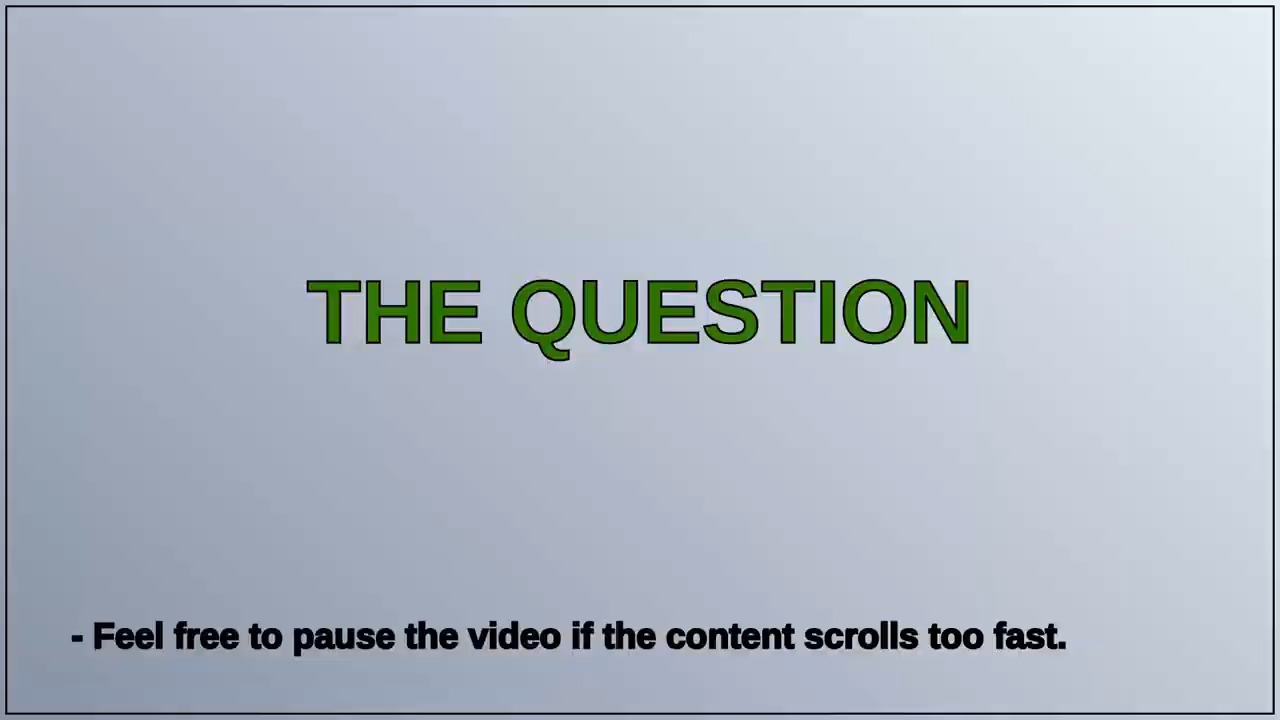 THE QUESTION
- Feel free to pause the video if the content scrolls too fast.